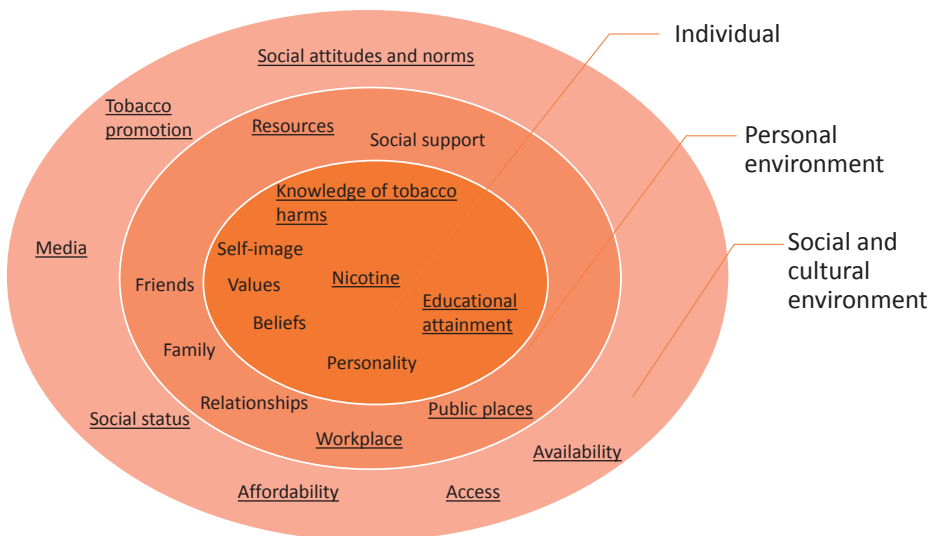 Individual
Social attitudes and norms
Tobacco
promotion
Resources
Social support
Personal
environment
Knowledge of tobacco
harms
Media
Self-image
Social and
cultural
environment
Friends
Values
Nicotine
Educational
attainment
Beliefs
Family
Personality
Relationships
Public places
Social status
Workplace
Availability
Affordability
Access